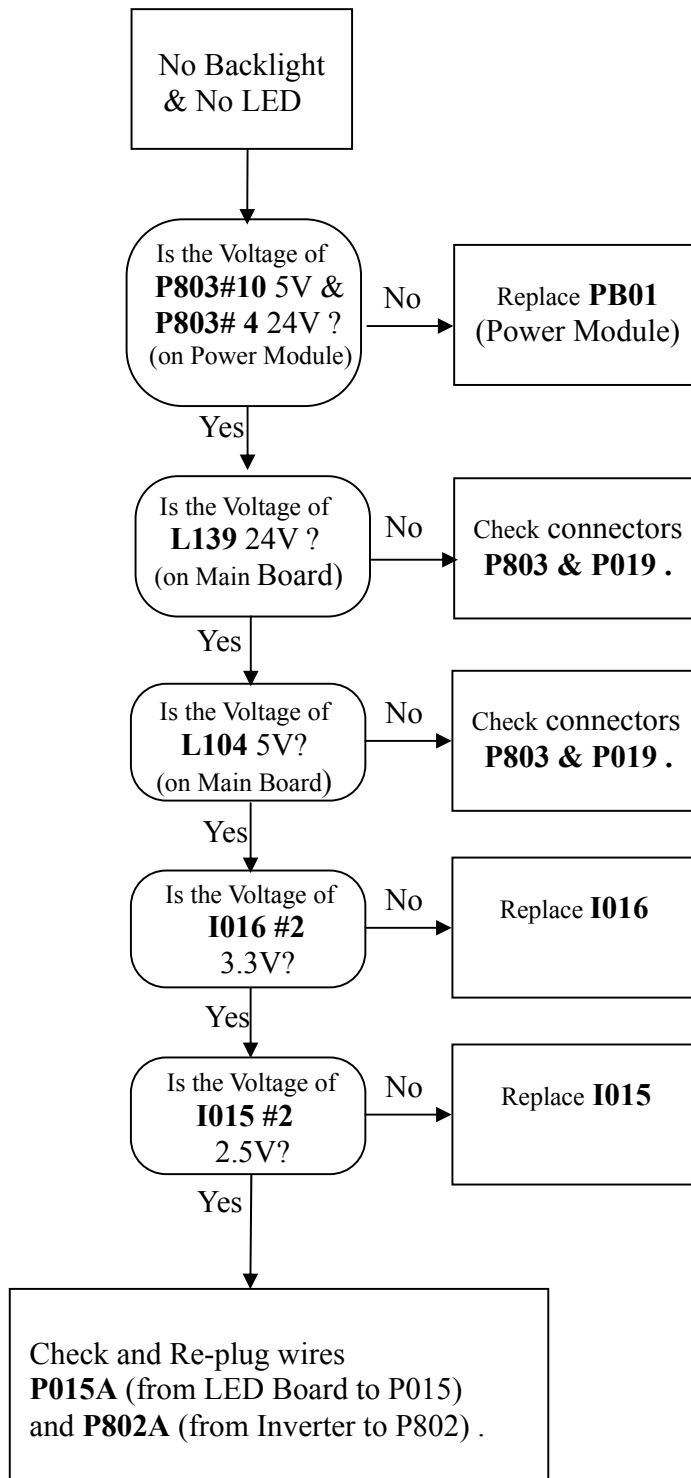 No Backlight
& No LED
Is the Voltage of
P803#10 5V &
P803# 4 24V ?
(on Power Module)
No
Replace PB01
(Power Module)
Yes
Is the Voltage of
L139 24V ?
(on Main Board)
No
Check connectors
P803 & P019 .
Yes
Is the Voltage of
L104 5V?
(on Main Board)
No
Check connectors
P803 & P019 .
Yes
Is the Voltage of
I016 #2
3.3V?
No
Replace I016
Yes
Is the Voltage of
I015 #2
2.5V?
No
Replace I015
Yes
Check and Re-plug wires
P015A (from LED Board to P015)
and P802A (from Inverter to P802) .